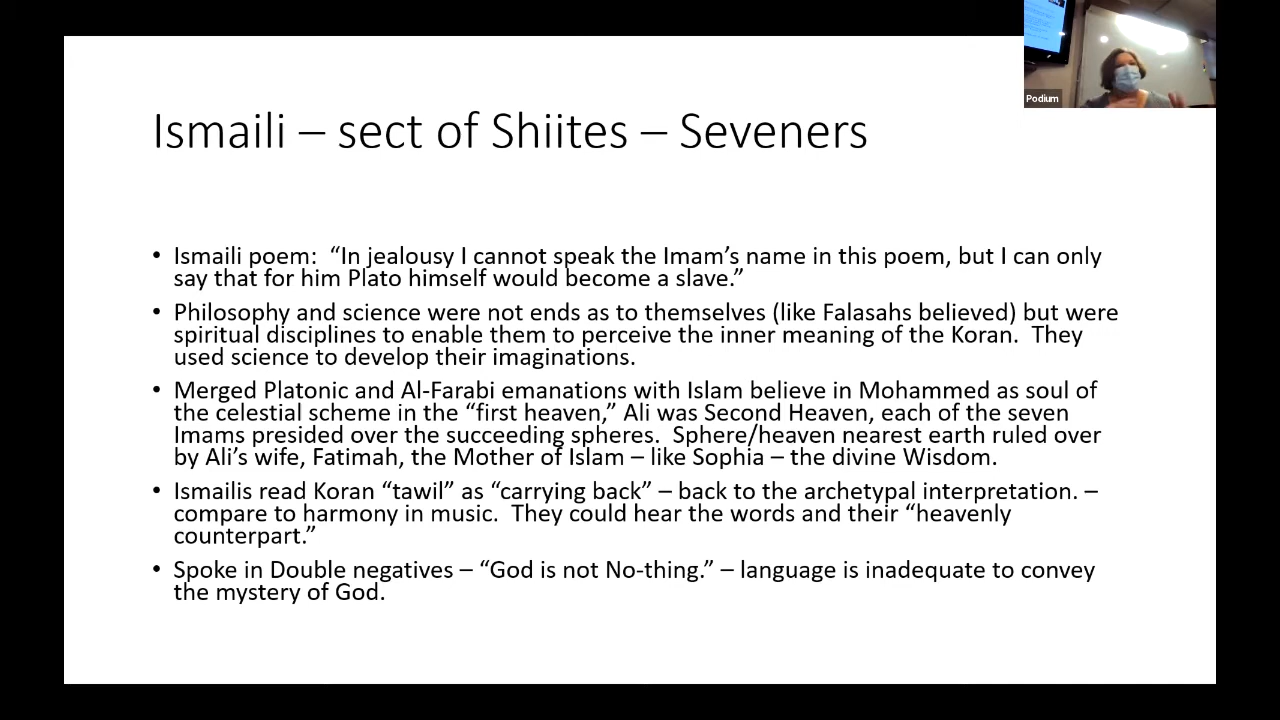 Ismaili – sect of Shiites – Seveners
• Ismaili poem:  “In jealousy I cannot speak the Imam’s name in this poem, but I can only
say that for him Plato himself would become a slave.”
• Philosophy and science were not ends as to themselves (like Falasahs believed) but were
spiritual disciplines to enable them to perceive the inner meaning of the Koran.  They
used science to develop their imaginations.
• Merged Platonic and Al-Farabi emanations with Islam believe in Mohammed as soul of
the celestial scheme in the “first heaven,” Ali was Second Heaven, each of the seven
Imams presided over the succeeding spheres.  Sphere/heaven nearest earth ruled over
by Ali’s wife, Fatimah, the Mother of Islam – like Sophia – the divine Wisdom.
• Ismailis read Koran “tawil” as “carrying back” – back to the archetypal interpretation. –
compare to harmony in music.  They could hear the words and their “heavenly
counterpart.”
• Spoke in Double negatives – “God is not No-thing.” – language is inadequate to convey
the mystery of God.
Podium